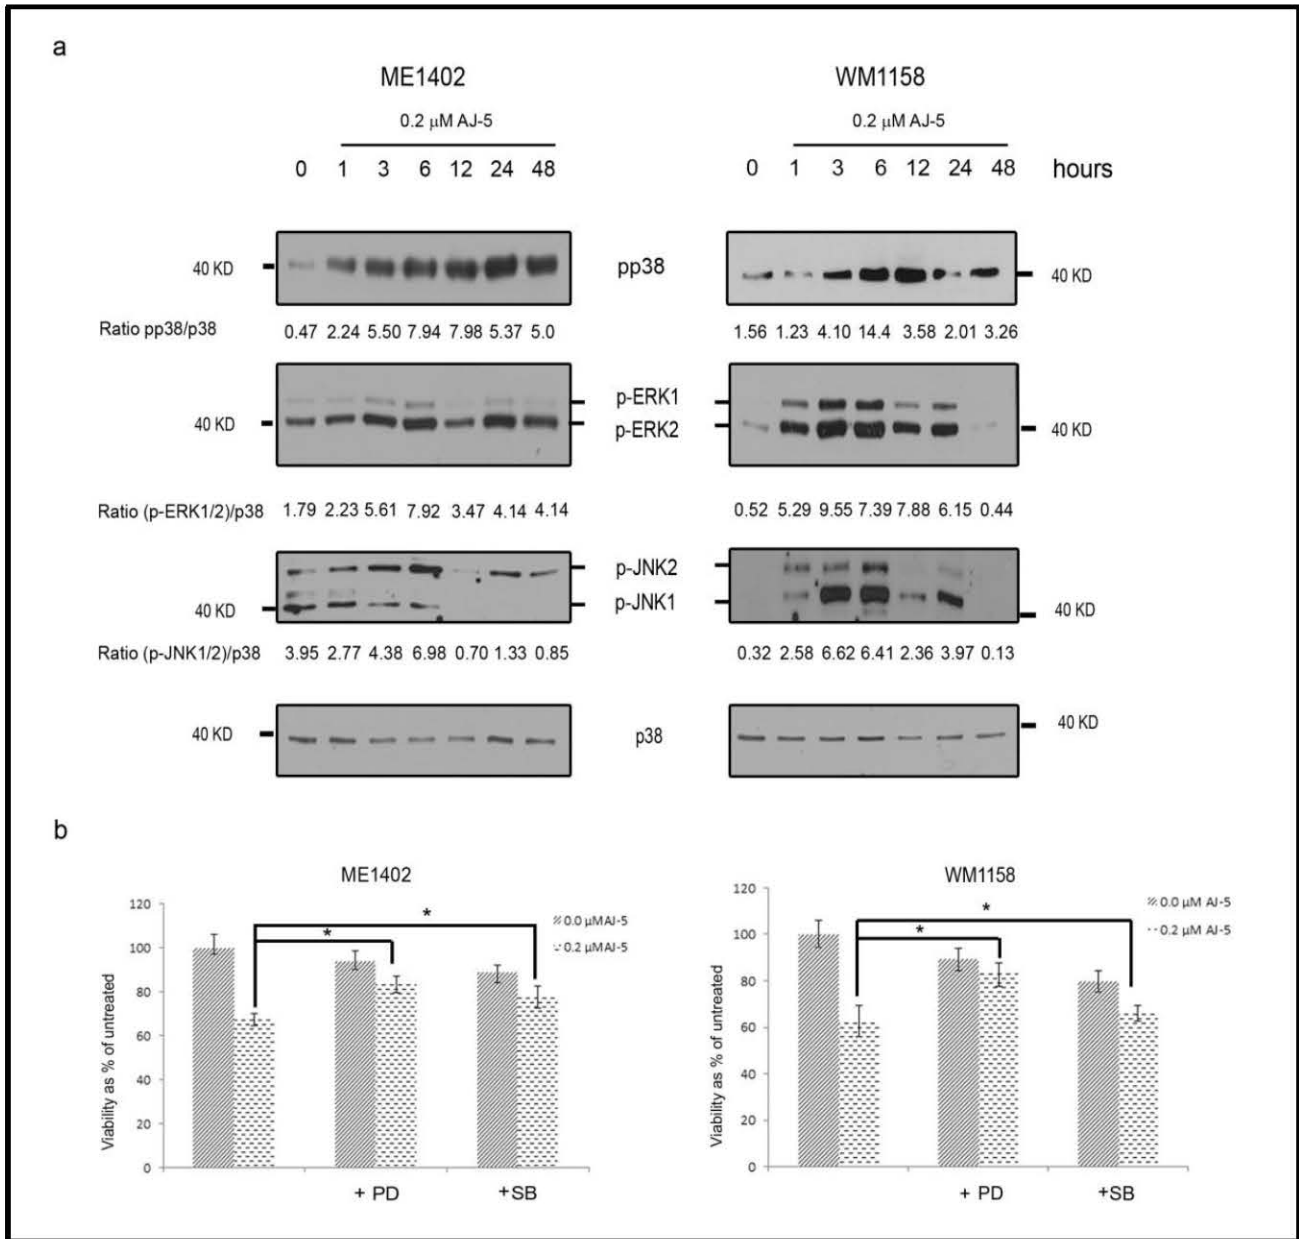 a
ME1402 WM1158
0.2 µM AJ-5 0.2 µM AJ-5
0 1 3 6 12 24 48 0 1 3 6 12 24 48 hours
40 KD pp38 40 KD
Ratio pp38/p38 0.47 2.24 5.50 7.94 7.98 5.37 5.0 1.56 1.23 4.10 14.4 3.58 2.01 3.26
p-ERK1
40 KD p-ERK2 40 KD
Ratio (p-ERK1/2)/p38 1.79 2.23 5.61 7.92 3.47 4.14 4.14 0.52 5.29 9.55 7.39 7.88 6.15 0.44
p-JNK2
40 KD p-JNK1 40 KD
Ratio (p-JNK1/2)/p38 3.95 2.77 4.38 6.98 0.70 1.33 0.85 0.32 2.58 6.62 6.41 2.36 3.97 0.13
40 KD p38 40 KD
b
ME1402
Viability as % of untreated
120
100
80
60
40
20
0
* *
0.0 µM AJ-5
0.2 µM AJ-5
+ PD +SB
WM1158
Viability as % of untreated
120
100
80
60
40
20
0
* *
0.0 µM AJ-5
0.2 µM AJ-5
+ PD +SB